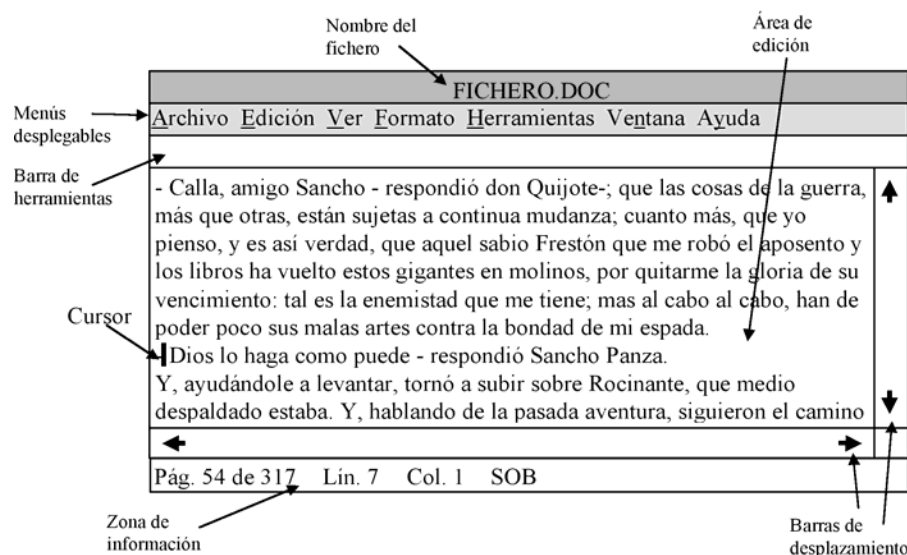 Nombre del
fichero
Área de
edición
FICHERO.DOC
Menús
desplegables
Archivo Edición Ver Formato Herramientas Ventana Ayuda
Barra de
herramientas
- Calla, amigo Sancho - respondió don Quijote-; que las cosas de la guerra,
más que otras, están sujetas a continua mudanza; cuanto más, que yo
pienso, y es así verdad, que aquel sabio Frestón que me robó el aposento y
los libros ha vuelto estos gigantes en molinos, por quitarme la gloria de su
vencimiento: tal es la enemistad que me tiene; mas al cabo al cabo, han de
poder poco sus malas artes contra la bondad de mi espada.
Cursor
- Dios lo haga como puede - respondió Sancho Panza.
Y, ayudándole a levantar, tornó a subir sobre Rocinante, que medio
despaldado estaba. Y, hablando de la pasada aventura, siguieron el camino
Pág. 54 de 317 Lín. 7 Col. 1 SOB
Zona de
información
Barras de
desplazamiento